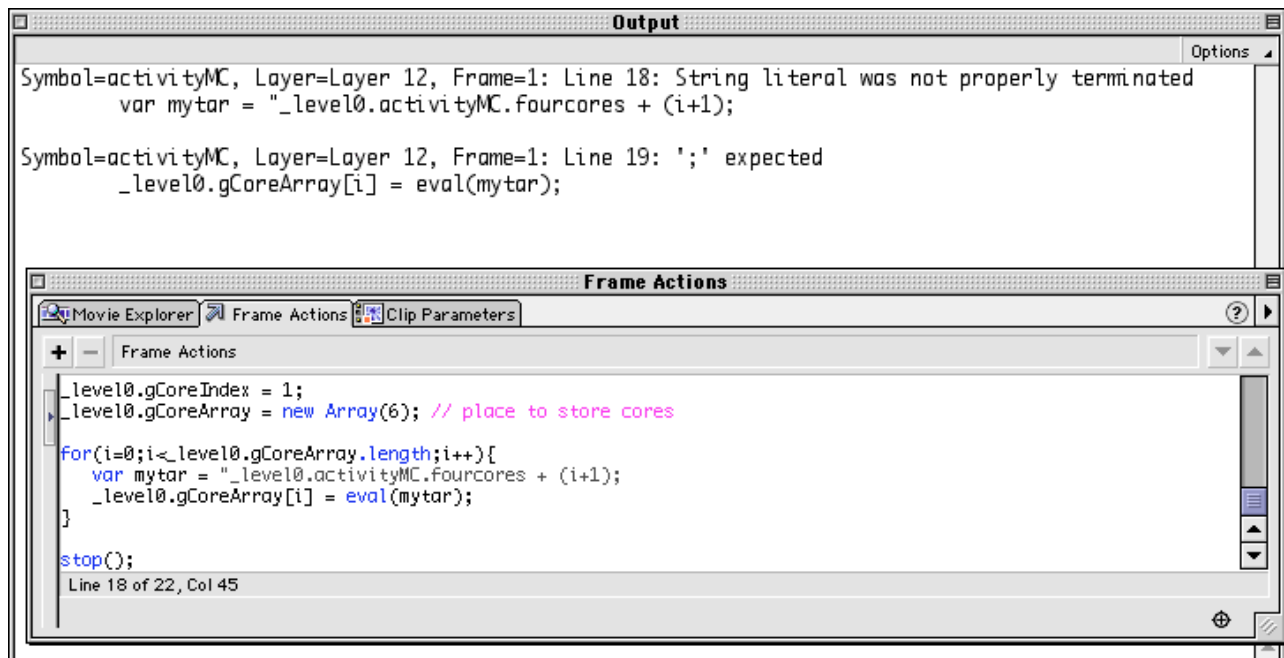 Output
Options
Symbol=activityMC, Layer=Layer 12, Frame=1: Line 18: String literal was not properly terminated
var mytar = "_level0.activityMC.fourcores + (i+1);
Symbol=activityMC, Layer=Layer 12, Frame=1: Line 19: ';' expected
_level0.gCoreArray[i] = eval(mytar);
Frame Actions
Movie Explorer Frame Actions Clip Parameters ?
+ - Frame Actions
_level0.gCoreIndex = 1;
_level0.gCoreArray = new Array(6); // place to store cores
for(i=0;i<_level0.gCoreArray.length;i++){
var mytar = "_level0.activityMC.fourcores + (i+1);
_level0.gCoreArray[i] = eval(mytar);
}
stop();
Line 18 of 22, Col 45